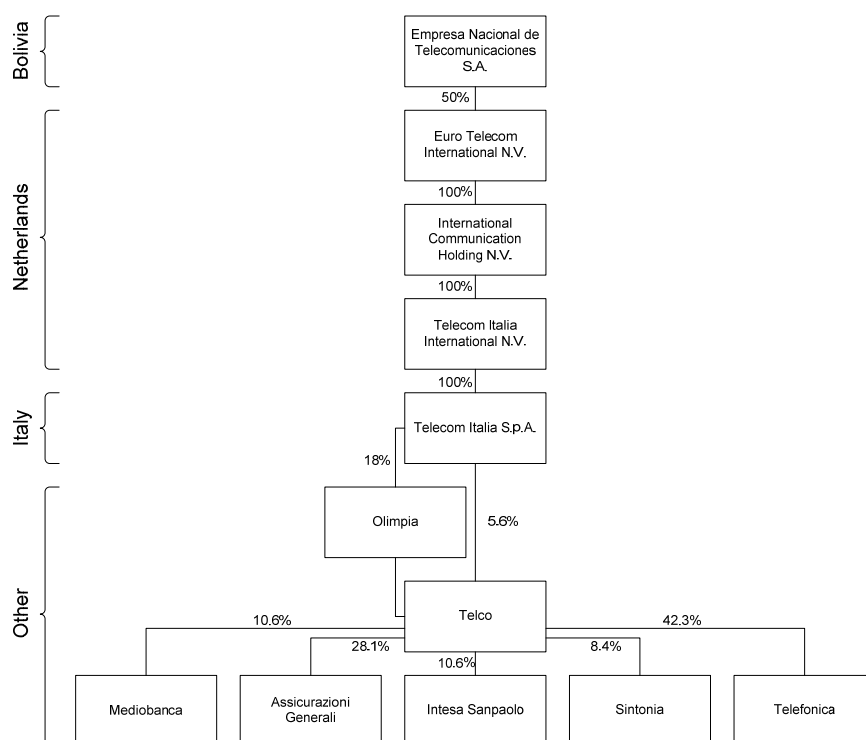 Bolivia
Empresa Nacional de
Telecomunicaciones
S.A.
50%
Netherlands
Euro Telecom
International N.V.
100%
International
Communication
Holding N.V.
100%
Telecom Italia
International N.V.
100%
Italy
Telecom Italia S.p.A.
18%
Other
Olimpia
5.6%
Telco
10.6%
42.3%
28.1%
10.6%
8.4%
Mediobanca
Assicurazioni
Generali
Intesa Sanpaolo
Sintonia
Telefonica